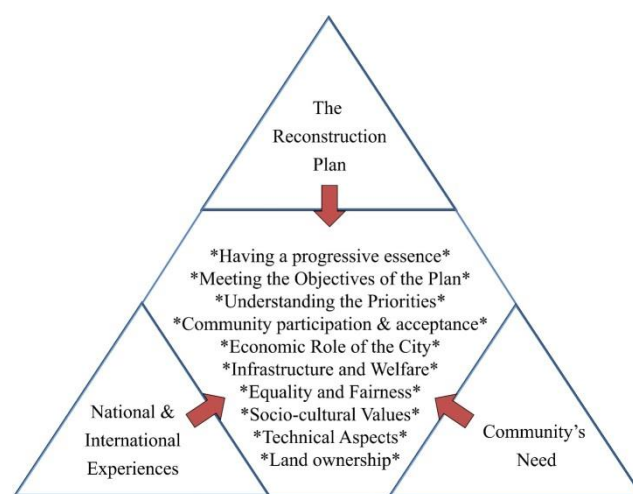 The
Reconstruction
Plan
*Having a progressive essence*
*Meeting the Objectives of the Plan*
*Understanding the Priorities*
*Community participation & acceptance*
*Economic Role of the City*
*Infrastructure and Welfare*
*Equality and Fairness*
*Socio-cultural Values*
*Technical Aspects*
*Land ownership*
National &
International
Experiences
Community’s
Need